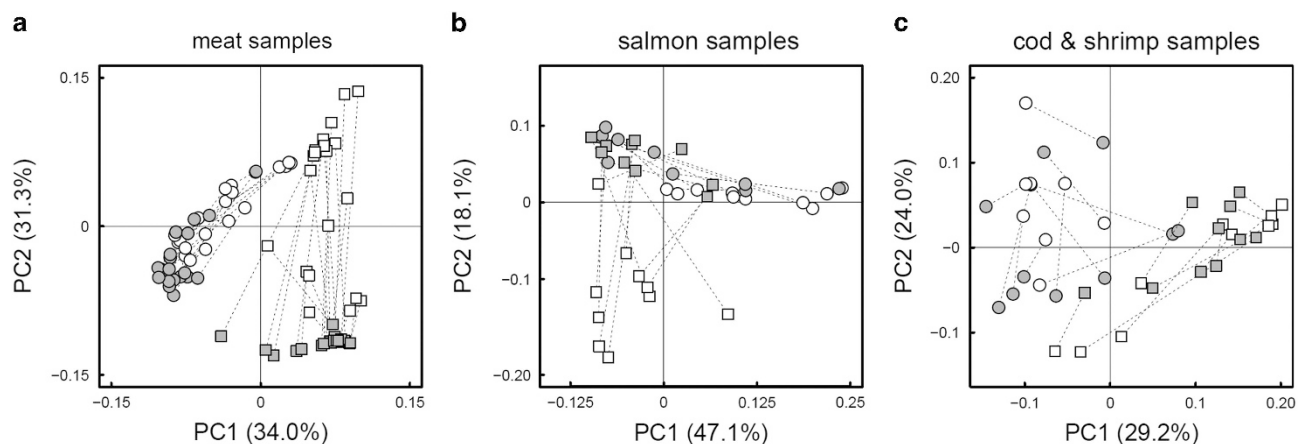 a
meat samples
0.15
0
−0.15
PC2 (31.3%)
−0.15
0
0.15
PC1 (34.0%)
b
salmon samples
0.1
0
−0.1
−0.20
PC2 (18.1%)
−0.125
0
0.125
0.25
PC1 (47.1%)
c
cod & shrimp samples
0.20
0.1
−0
−0.1
PC2 (24.0%)
−0.1
0
0.1
0.20
PC1 (29.2%)